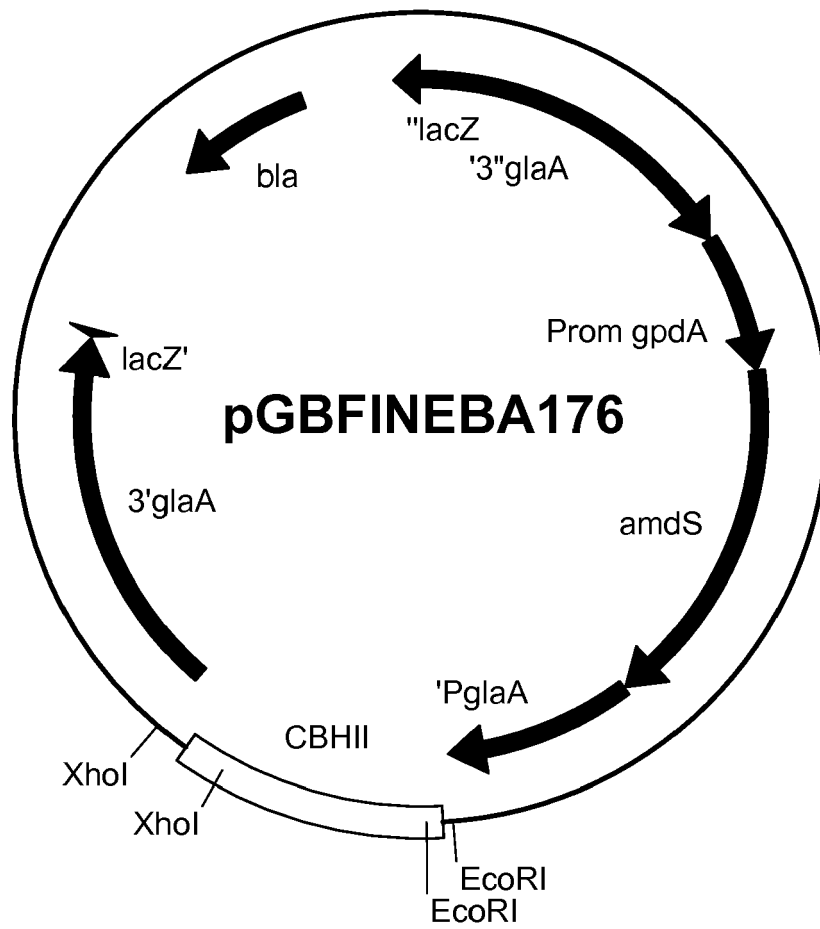 "lacZ
'3"glaA
bla
Prom gpdA
lacZ'
pGBFINEBA176
3'glaA
amdS
'PglaA
CBHII
XhoI
XhoI
EcoRI
EcoRI